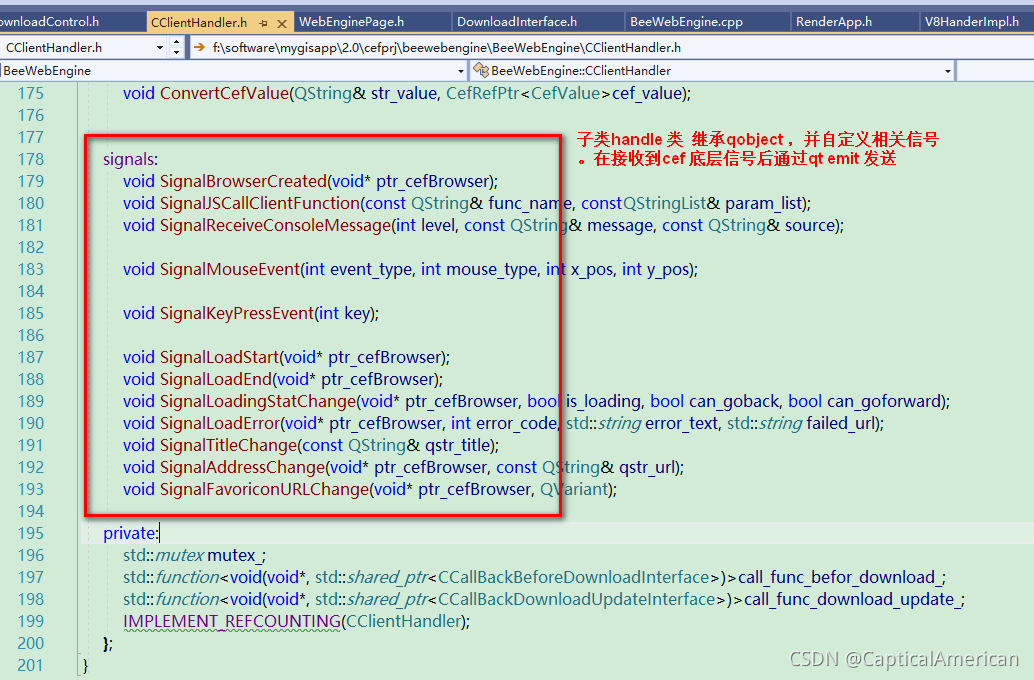 ownloadControl.h CClientHandler.h WebEnginePage.h DownloadInterface.h BeeWebEngine.cpp RenderApp.h V8HanderImpl.h
CClientHandler.h f:\software\mygisapp\2.0\cefprj\beewebengine\BeeWebEngine\CClientHandler.h
BeeWebEngine BeeWebEngine::CClientHandler
175 void ConvertCefValue(QString& str_value, CefRefPtr<CefValue>cef_value);
176
177
子类handle 类 继承qobject ，并自定义相关信号
。在接收到cef 底层信号后通过qt emit 发送
178 signals:
179 void SignalBrowserCreated(void* ptr_cefBrowser);
180 void SignalJSCallClientFunction(const QString& func_name, constQStringList& param_list);
181 void SignalReceiveConsoleMessage(int level, const QString& message, const QString& source);
182
183 void SignalMouseEvent(int event_type, int mouse_type, int x_pos, int y_pos);
184
185 void SignalKeyPressEvent(int key);
186
187 void SignalLoadStart(void* ptr_cefBrowser);
188 void SignalLoadEnd(void* ptr_cefBrowser);
189 void SignalLoadingStatChange(void* ptr_cefBrowser, bool is_loading, bool can_goback, bool can_goforward);
190 void SignalLoadError(void* ptr_cefBrowser, int error_code, std::string error_text, std::string failed_url);
191 void SignalTitleChange(const QString& qstr_title);
192 void SignalAddressChange(void* ptr_cefBrowser, const QString& qstr_url);
193 void SignalFavoriconURLChange(void* ptr_cefBrowser, QVariant);
194
195 private:
196 std::mutex mutex_;
197 std::function<void(void*, std::shared_ptr<CCallBackBeforeDownloadInterface>)>call_func_befor_download_;
198 std::function<void(void*, std::shared_ptr<CCallBackDownloadUpdateInterface>)>call_func_download_update_;
199 IMPLEMENT_REFCOUNTING(CClientHandler);
200 };
201 }
CSDN @CapticalAmerican